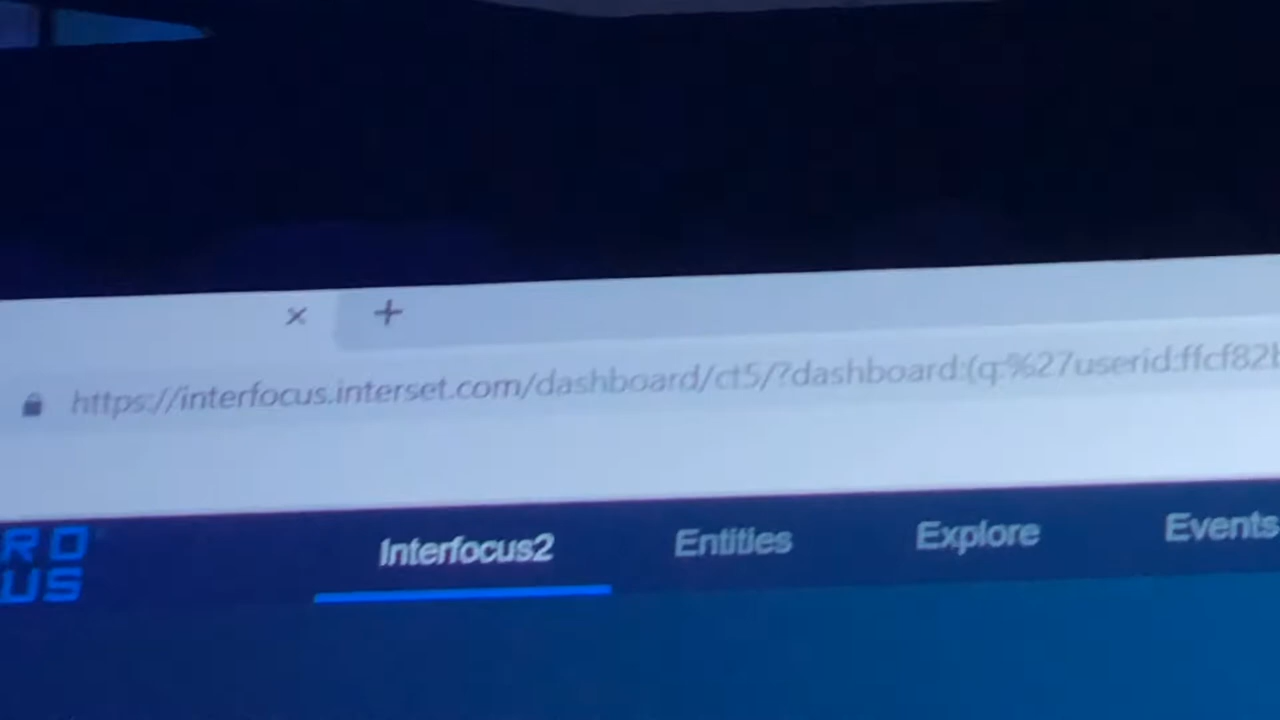 https://interfocus.interset.com/dashboard/ct5/?dashboard:(q:%27userid:ffcf82
RO
US
Interfocus2 Entities Explore Events